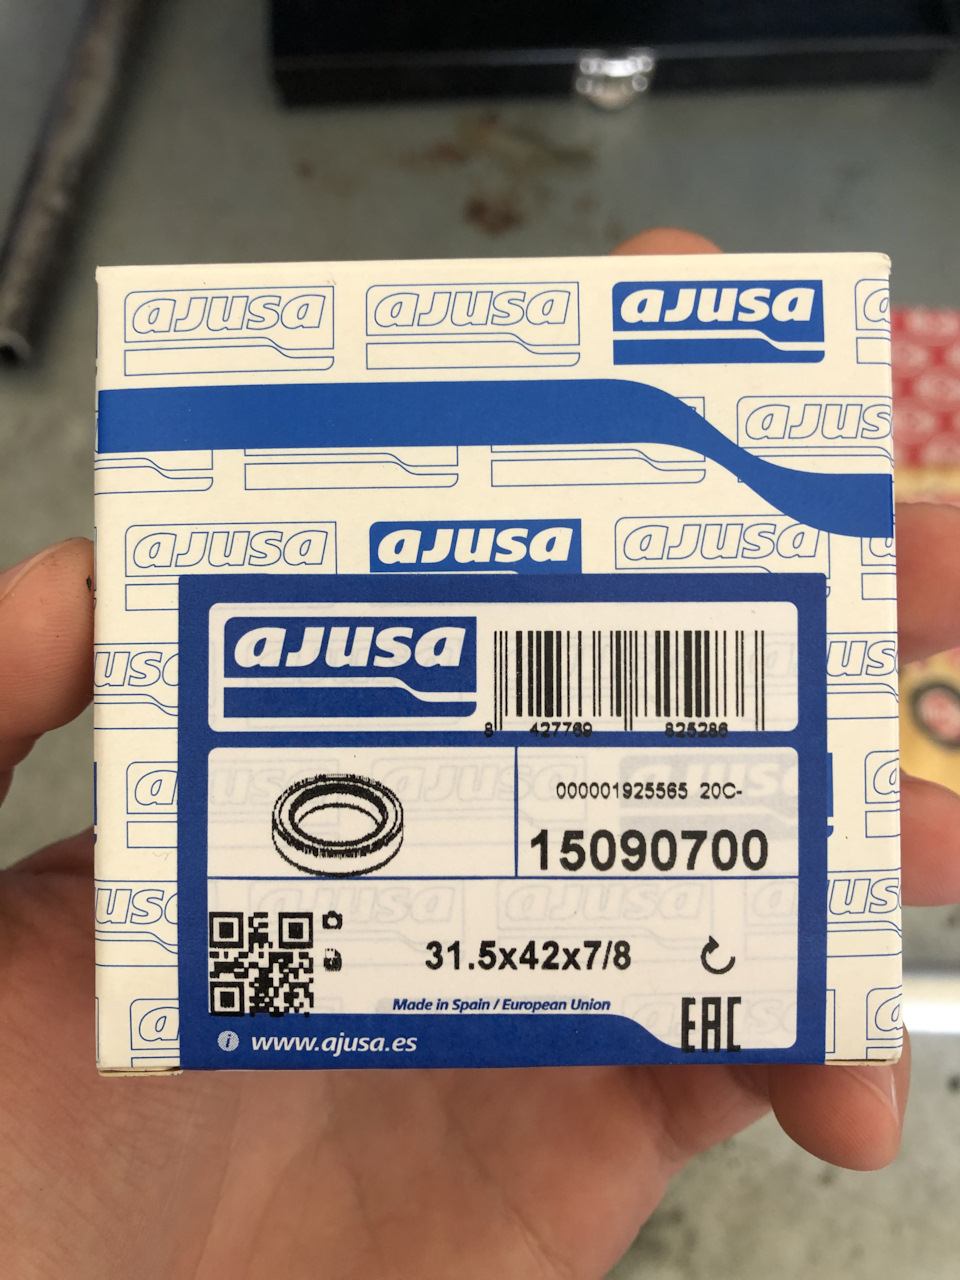 ajusa ajusa ajusa
ajus
ajusa ajusa ajusa
ajusa
8 427769 825286
000001925565 20C-
15090700
31.5x42x7/8
Made in Spain / European Union
EAC
i www.ajusa.es